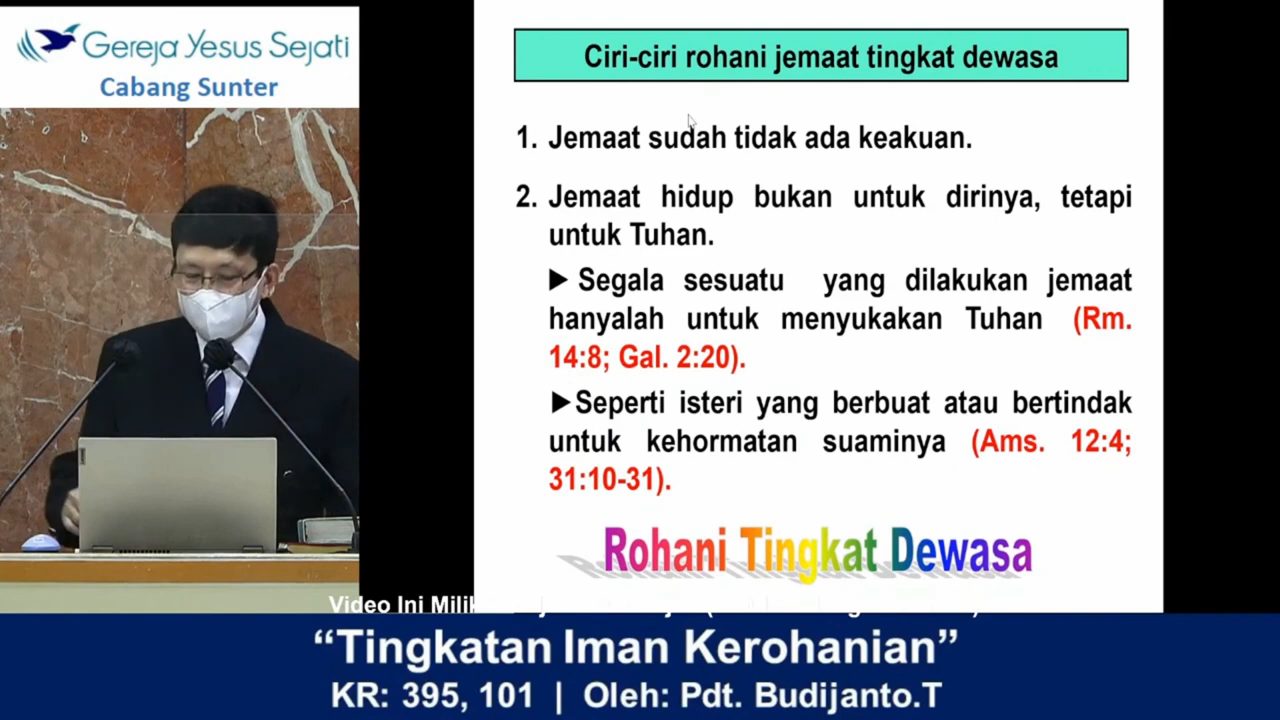 Gereja Yesus Sejati
Cabang Sunter
Ciri-ciri rohani jemaat tingkat dewasa
1. Jemaat sudah tidak ada keakuan.
2. Jemaat hidup bukan untuk dirinya, tetapi
untuk Tuhan.
►Segala sesuatu yang dilakukan jemaat
hanyalah untuk menyukakan Tuhan (Rm.
14:8; Gal. 2:20).
►Seperti isteri yang berbuat atau bertindak
untuk kehormatan suaminya (Ams. 12:4;
31:10-31).
Rohani Tingkat Dewasa
Video Ini Milik
“Tingkatan Iman Kerohanian”
KR: 395, 101 | Oleh: Pdt. Budijanto.T